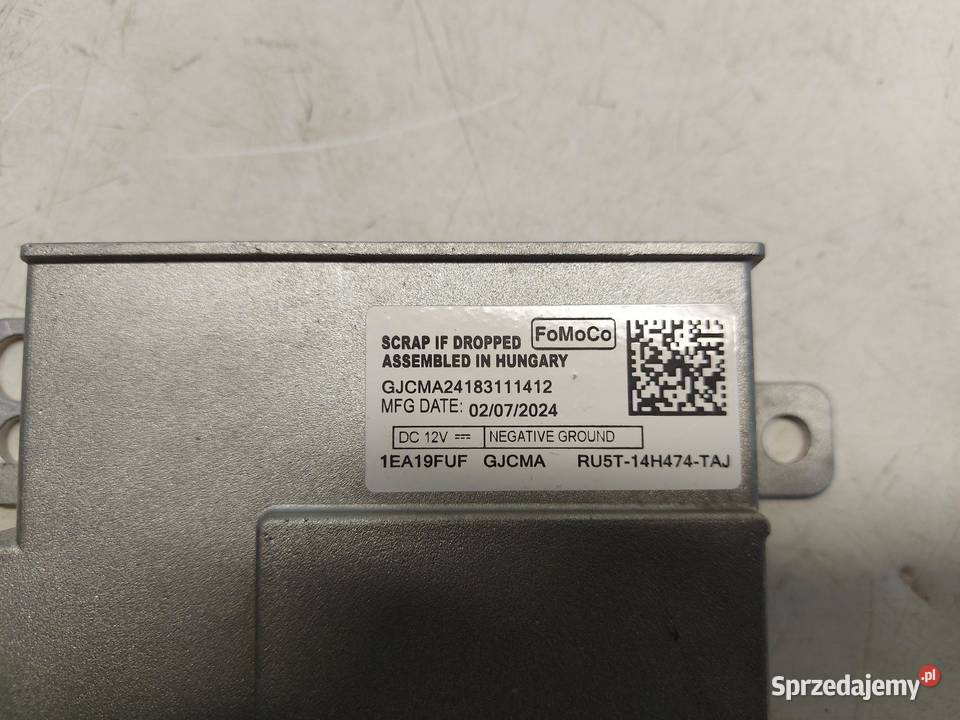 SCRAP IF DROPPED FoMoCo
ASSEMBLED IN HUNGARY
GJCMA24183111412
MFG DATE: 02/07/2024
DC 12V ⎓ NEGATIVE GROUND
1EA19FUF GJCMA RU5T-14H474-TAJ
Sprzedajemy.pl